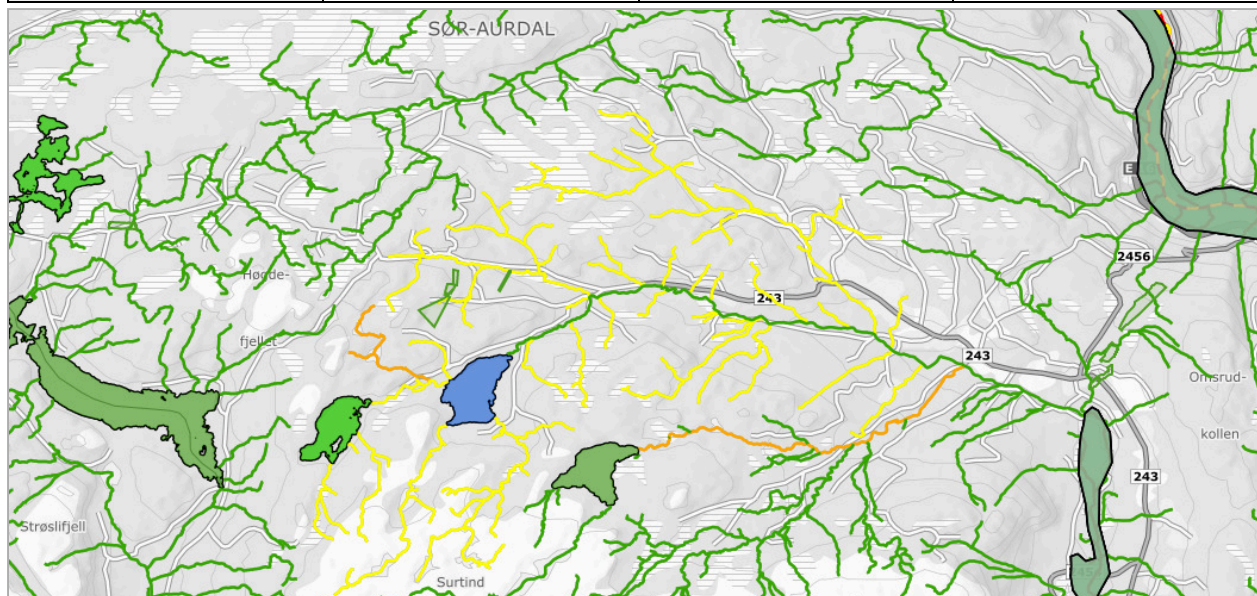 SØR-AURDAL
E
2456
Høgde-
243
fjellet
243
Omsrud-
kollen
243
Strøslifjell
Surtind